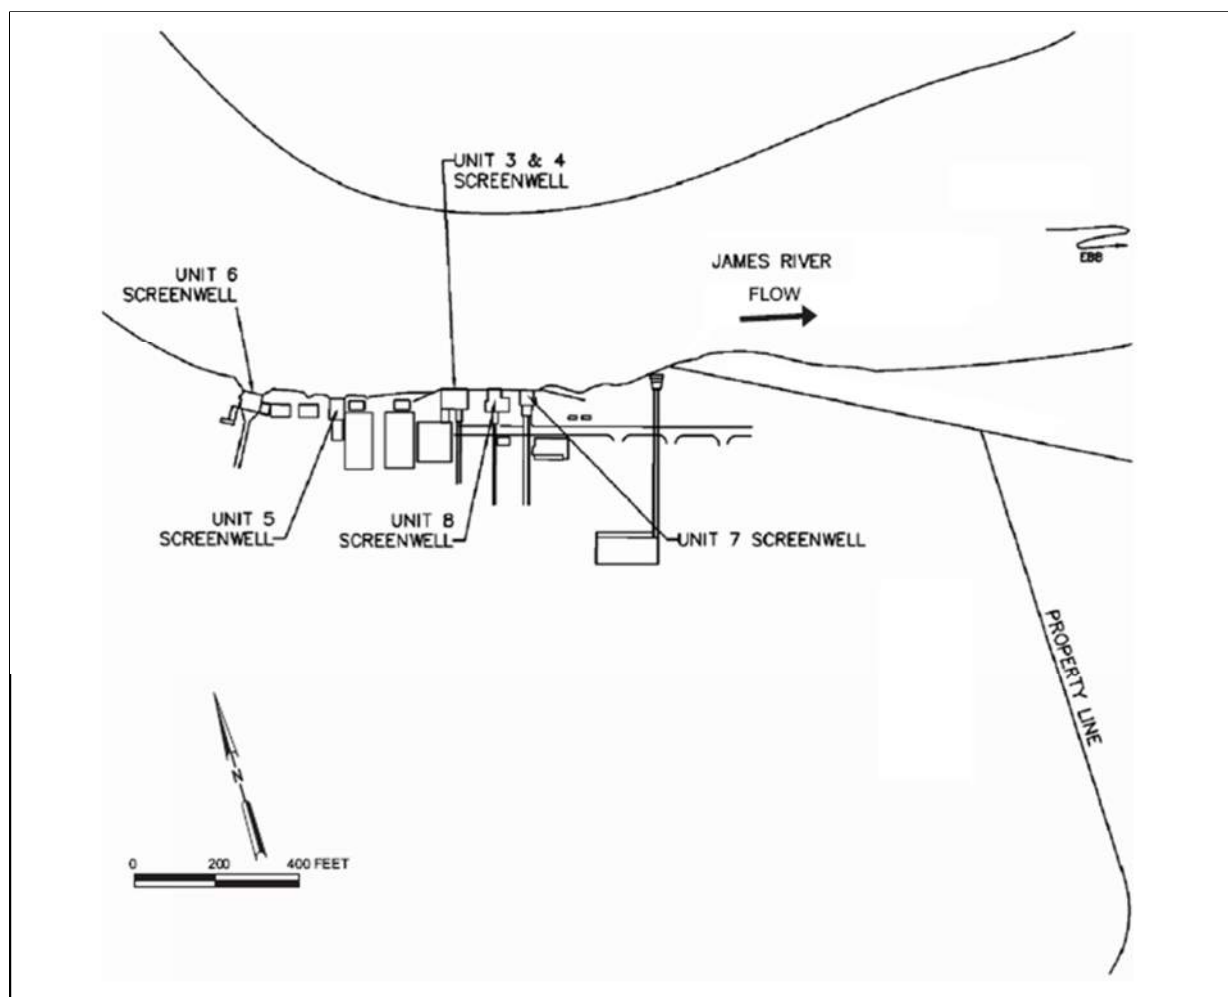 UNIT 3 & 4
SCREENWELL
UNIT 6
SCREENWELL
JAMES RIVER
FLOW
EBB
UNIT 5
SCREENWELL
UNIT 8
SCREENWELL
UNIT 7 SCREENWELL
PROPERTY LINE
N
0 200 400 FEET